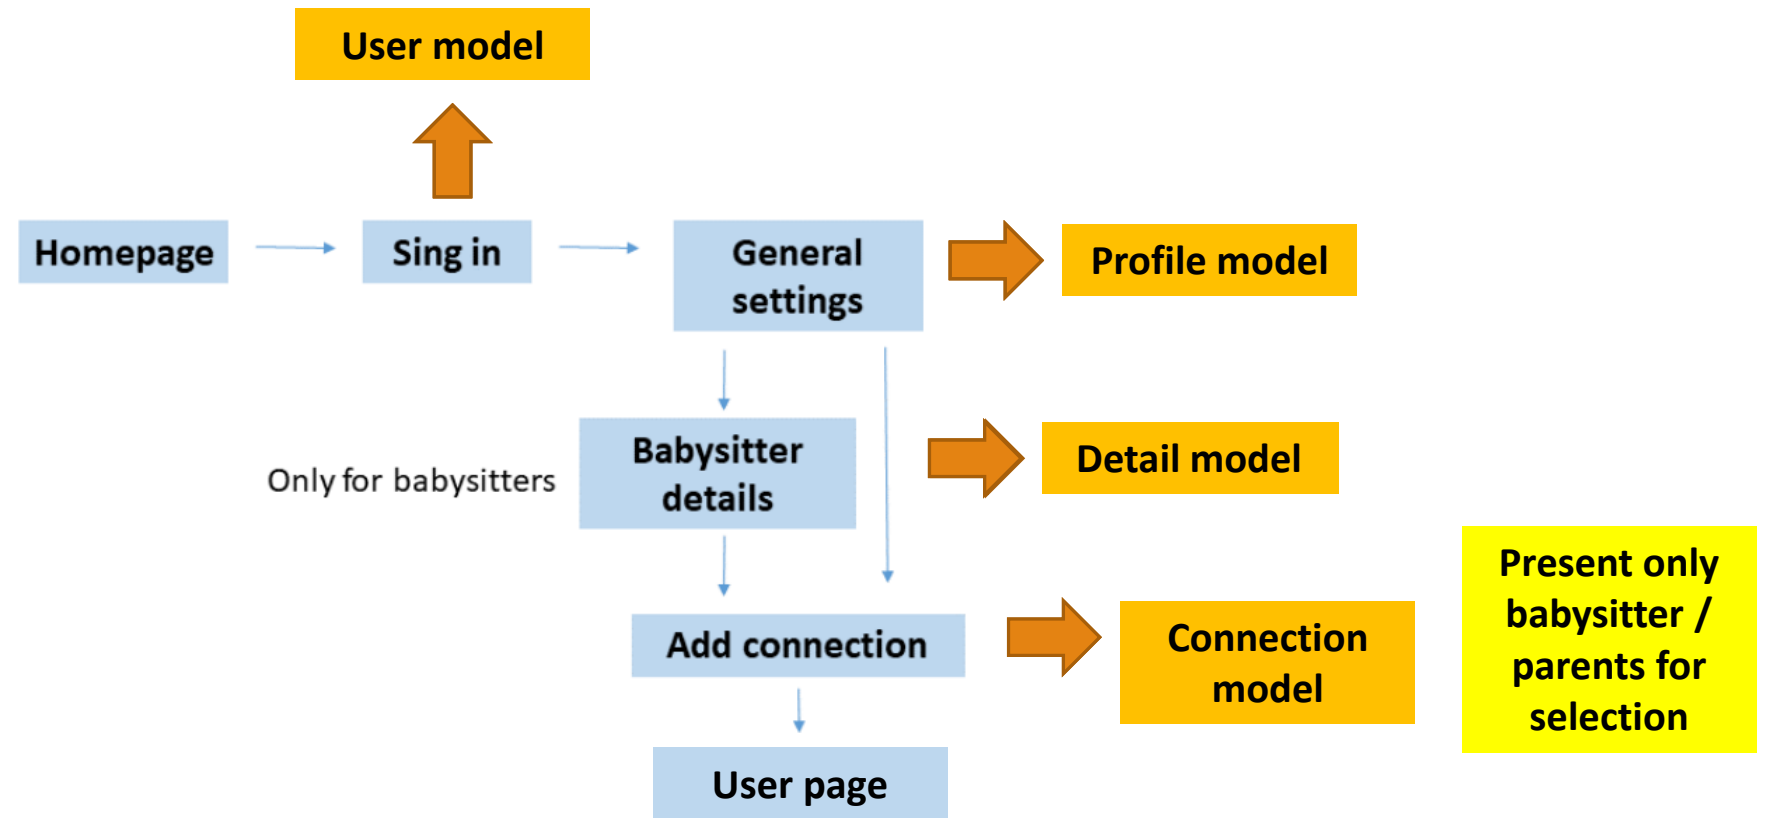 User model
Homepage
Sing in
General
settings
Profile model
Only for babysitters
Babysitter
details
Detail model
Add connection
Connection
model
Present only
babysitter /
parents for
selection
User page